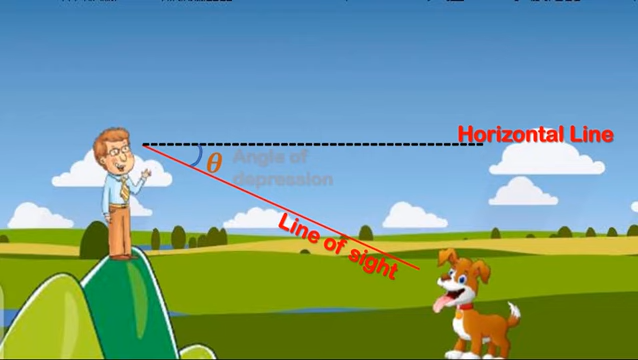 Horizontal Line
θ
Angle of
depression
Line of sight